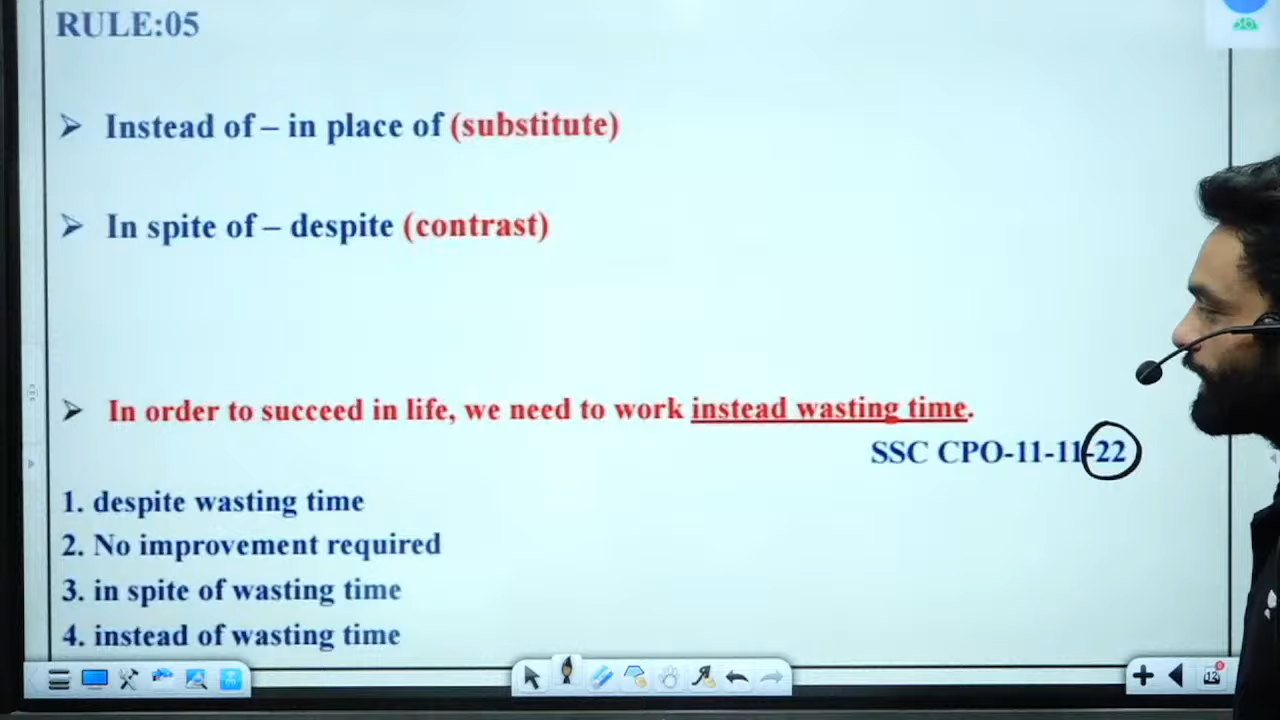 RULE:05
➤ Instead of – in place of (substitute)
➤ In spite of – despite (contrast)
➤ In order to succeed in life, we need to work instead wasting time.
SSC CPO-11-11-22
1. despite wasting time
2. No improvement required
3. in spite of wasting time
4. instead of wasting time